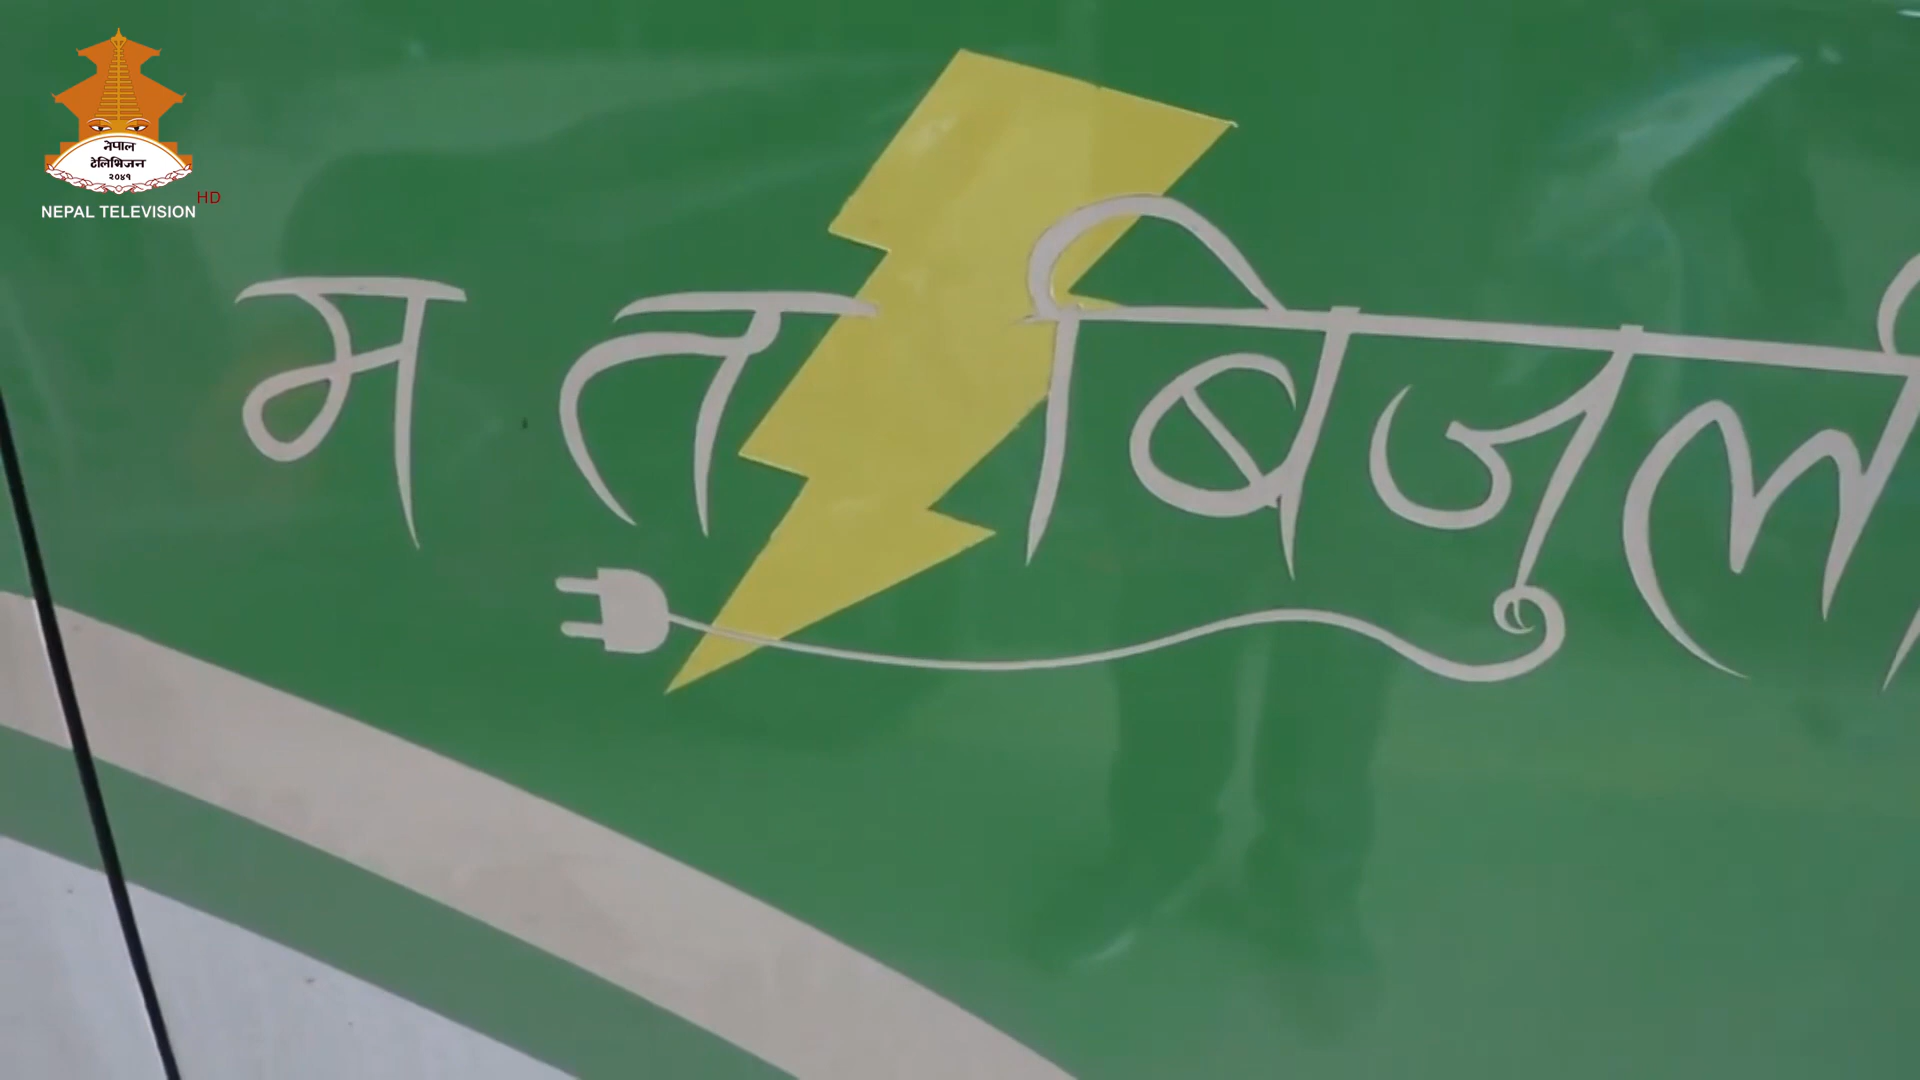 नेपाल
टेलिभिजन
२०४१
HD
NEPAL TELEVISION
म त बिजुली